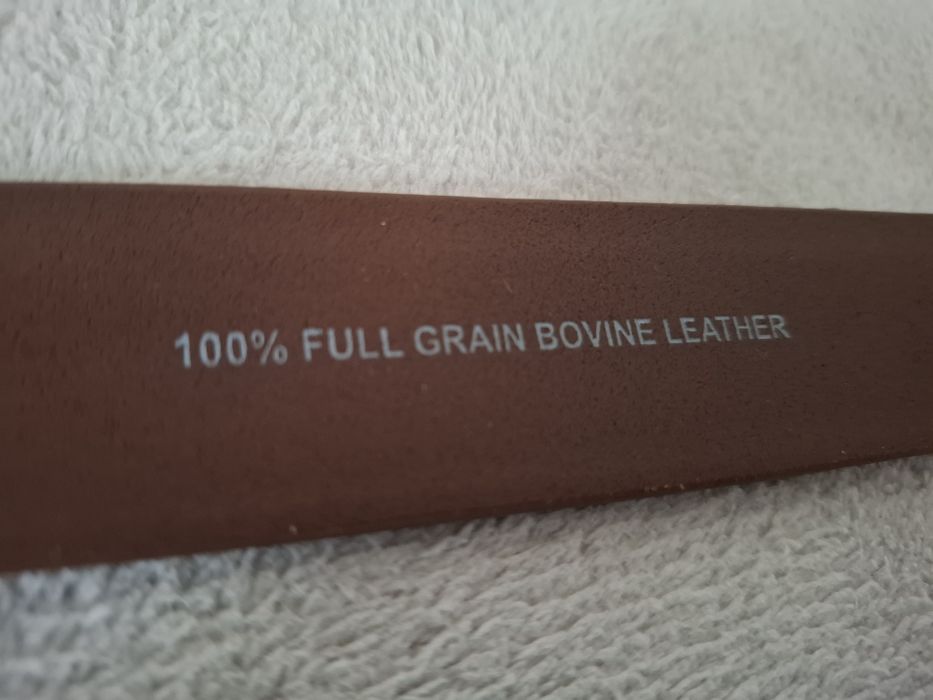 100% FULL GRAIN BOVINE LEATHER